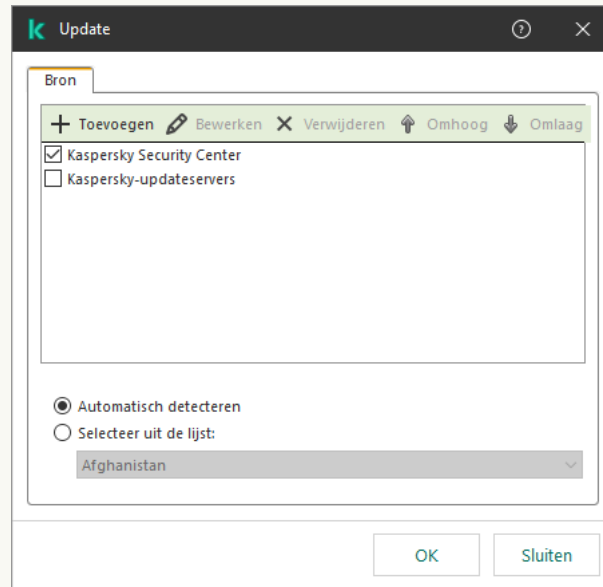 Update
Bron
Toevoegen Bewerken Verwijderen Omhoog Omlaag
Kaspersky Security Center
Kaspersky-updateservers
Automatisch detecteren
Selecteer uit de lijst:
Afghanistan
OK Sluiten